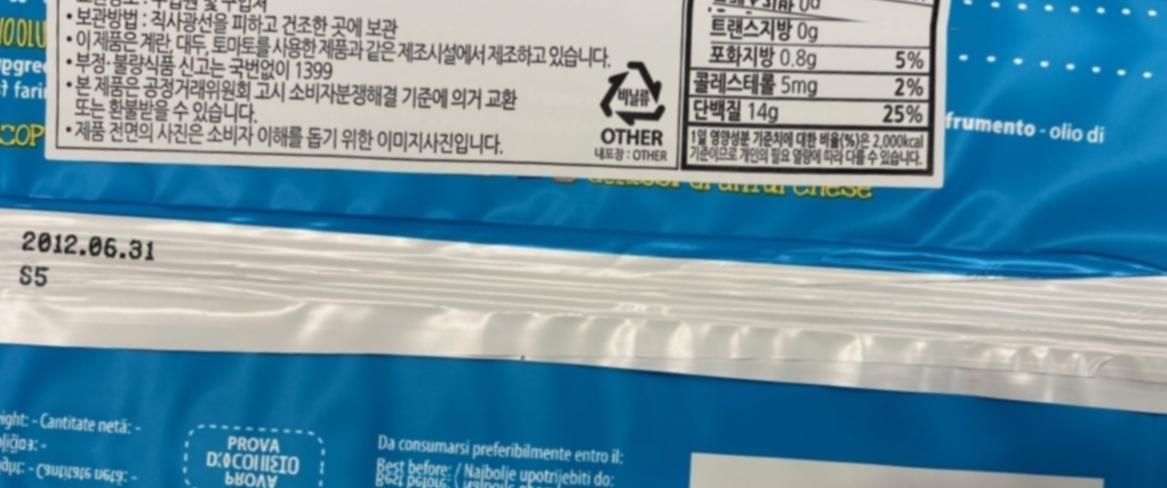 • 보관방법 : 직사광선을 피하고 건조한 곳에 보관
• 이 제품은 계란, 대두, 토마토를 사용한 제품과 같은 제조시설에서 제조하고 있습니다.
• 부정·불량식품 신고는 국번없이 1399
• 본 제품은 공정거래위원회 고시 소비자분쟁해결 기준에 의거 교환
또는 환불받을 수 있습니다.
• 제품 전면의 사진은 소비자 이해를 돕기 위한 이미지사진입니다.
비닐류
OTHER
내포장 : OTHER
트랜스지방 0g
포화지방 0.8g 5%
콜레스테롤 5mg 2%
단백질 14g 25%
1일 영양성분 기준치에 대한 비율(%)은 2,000kcal
기준이므로 개인의 필요 열량에 따라 다를 수 있습니다.
frumento - olio di
2012.06.31
S5
Cantitate netă: -
PROVA
Da consumarsi preferibilmente entro il:
Best before: / Najbolje upotrijebiti do: